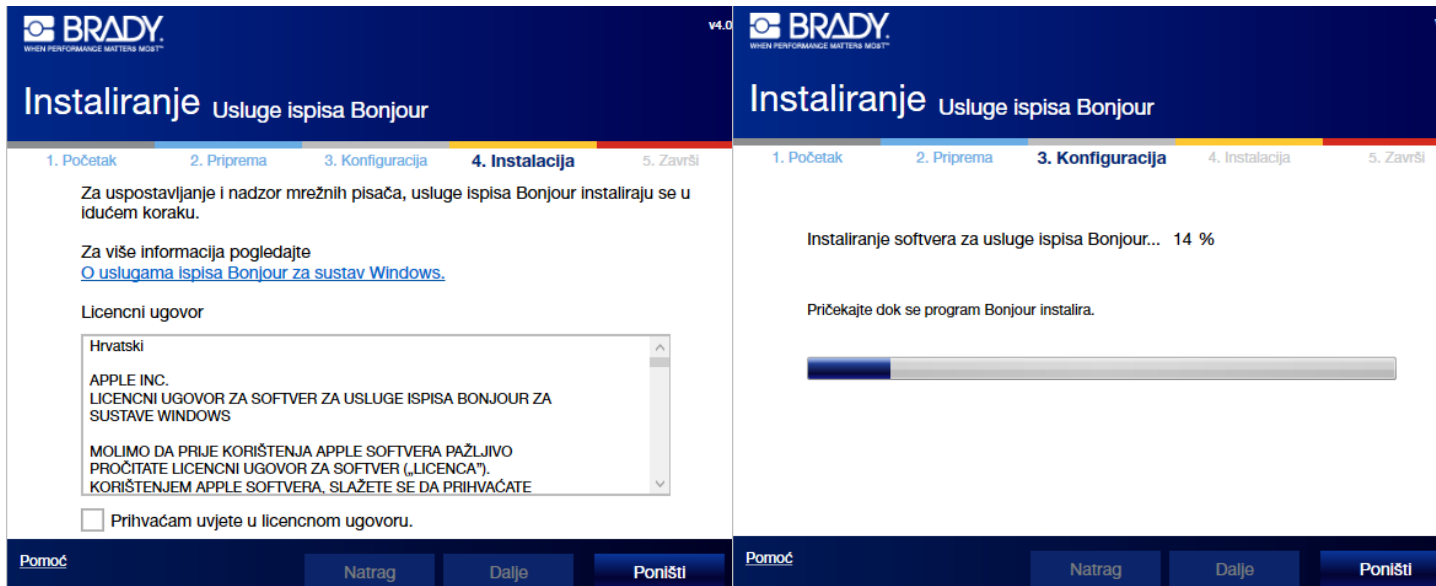 BRADY.
WHEN PERFORMANCE MATTERS MOST™
v4.0
Instaliranje Usluge ispisa Bonjour
1. Početak 2. Priprema 3. Konfiguracija 4. Instalacija 5. Završi
Za uspostavljanje i nadzor mrežnih pisača, usluge ispisa Bonjour instaliraju se u
idućem koraku.
Za više informacija pogledajte
O uslugama ispisa Bonjour za sustav Windows.
Licencni ugovor
Hrvatski
APPLE INC.
LICENCNI UGOVOR ZA SOFTVER ZA USLUGE ISPISA BONJOUR ZA
SUSTAVE WINDOWS
MOLIMO DA PRIJE KORIŠTENJA APPLE SOFTVERA PAŽLJIVO
PROČITATE LICENCNI UGOVOR ZA SOFTVER („LICENCA").
KORIŠTENJEM APPLE SOFTVERA, SLAŽETE SE DA PRIHVAĆATE
Prihvaćam uvjete u licencnom ugovoru.
Pomoć
Natrag Dalje Poništi
BRADY.
WHEN PERFORMANCE MATTERS MOST™
Instaliranje Usluge ispisa Bonjour
1. Početak 2. Priprema 3. Konfiguracija 4. Instalacija 5. Završi
Instaliranje softvera za usluge ispisa Bonjour... 14 %
Pričekajte dok se program Bonjour instalira.
Pomoć
Natrag Dalje Poništi